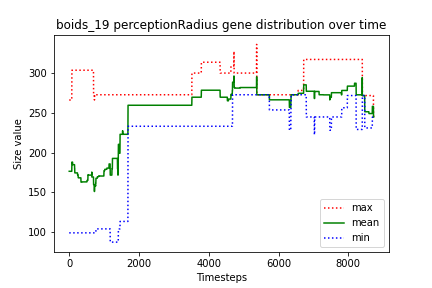 boids_19 perceptionRadius gene distribution over time
Size value
300
250
200
150
100
0
2000
4000
6000
8000
Timesteps
max
mean
min